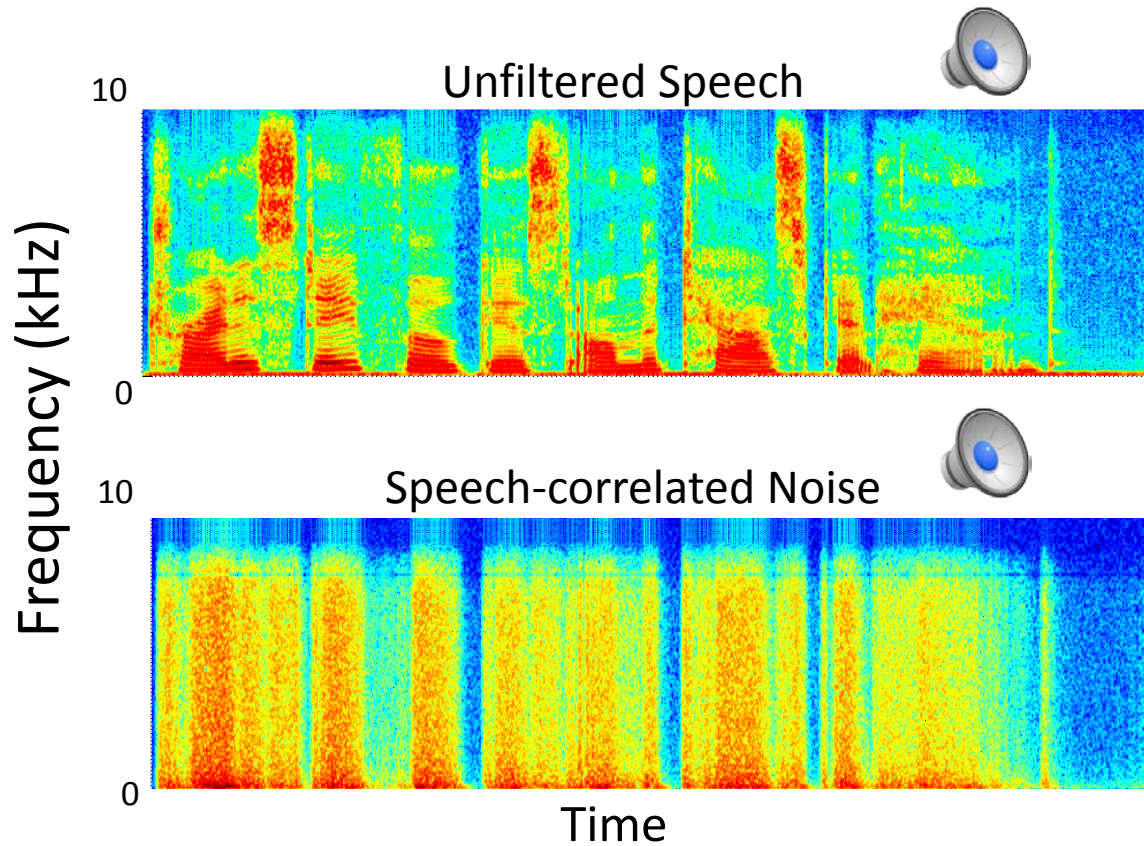 Unfiltered Speech
10
0
Frequency (kHz)
Speech-correlated Noise
10
0
Time